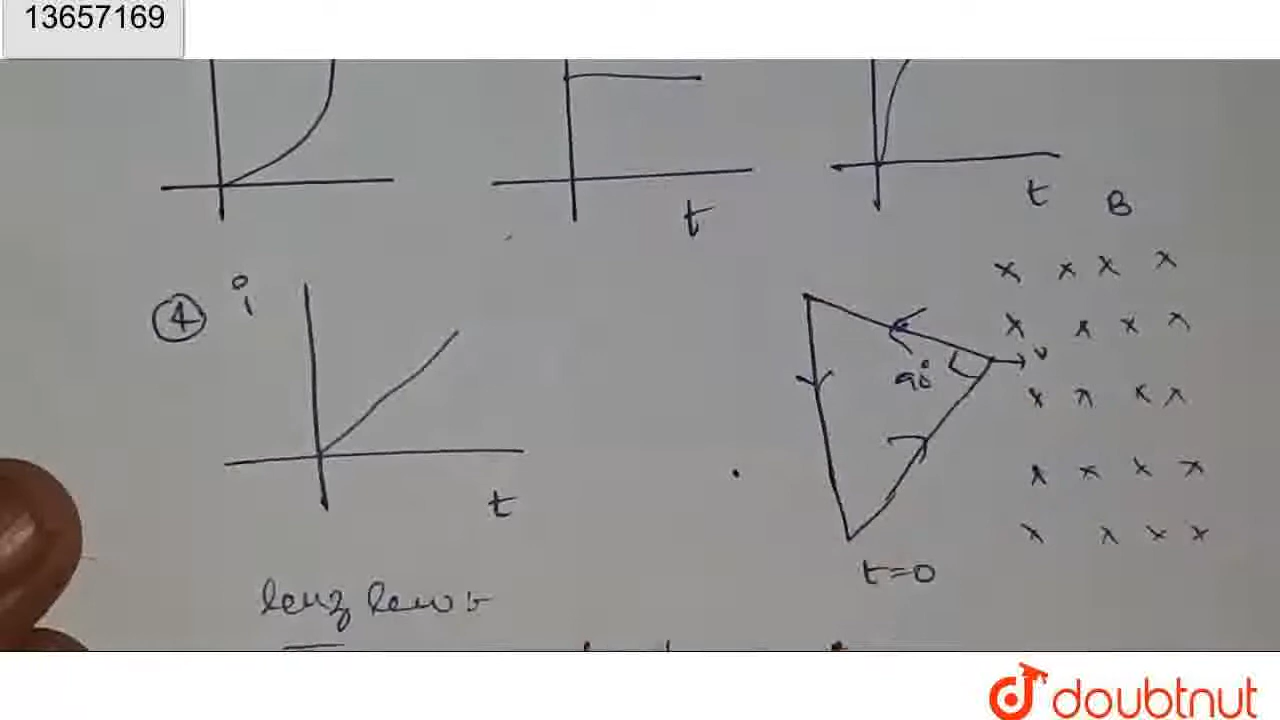 13657169
t
t
B
4 i
v
90°
t
t=0
lenz law :-
doubtnut